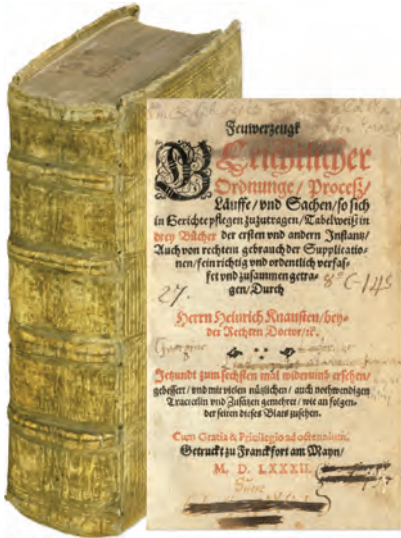 Feuwerzeugk
Gerichtlicher
Ordnunge / Proceß /
Läuffe / vnd Sachen / so sich
in Gerichte pflegen zuzutragen / Tabelweiß in
drey Bücher der ersten vnd andern Instantz /
Auch von rechtem gebrauch der Supplicatio-
nen / fein richtig vnd ordentlich verfas-
set vnd zusammen getra-
gen / Durch
8° C-145
27.
Herrn Heinrich Knausten / bey-
der Rechten Doctor / ꝛc.
Jetzundt zum sechsten mal widerumb ersehen /
gebessert / vnd mit vielen nützlichen / auch nothwendigen
Tractetlin vnd Zusätzen gemehret / wie an folgen-
der seiten dieses Blats zusehen.
Cum Gratia & Priuilegio ad octennium.
Getruckt zu Franckfort am Mayn /
M. D. LXXXII.